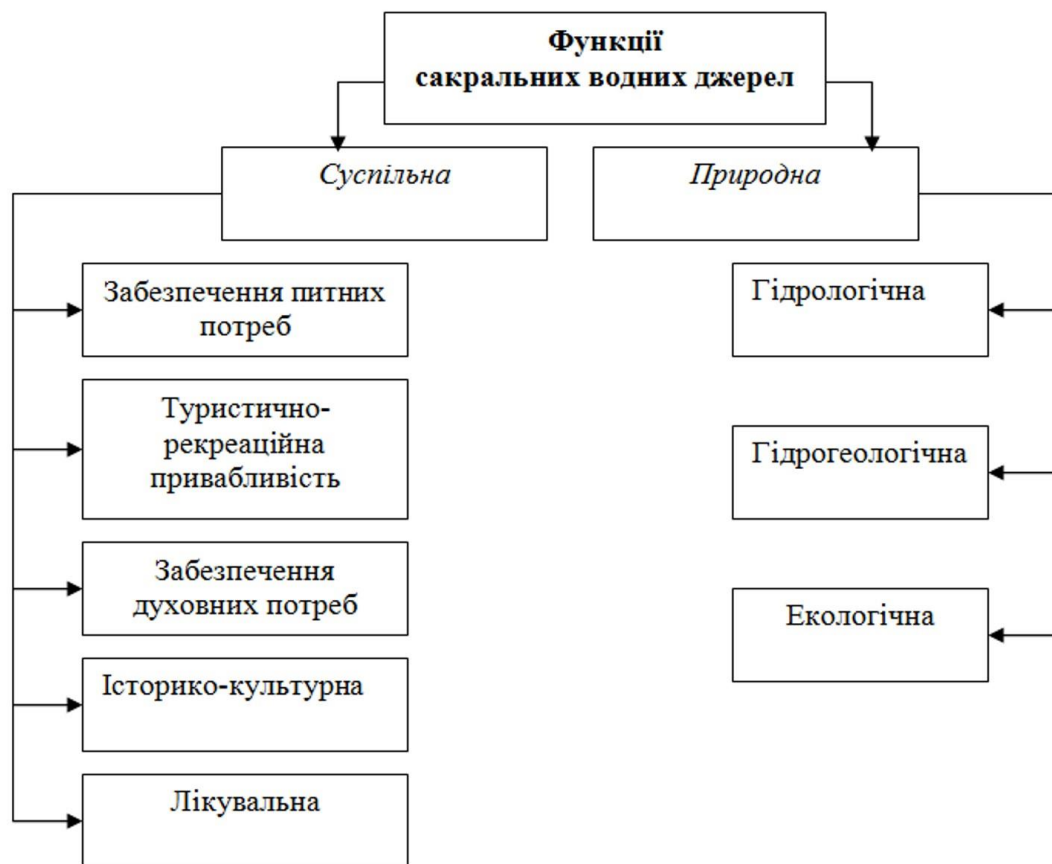 Функції
сакральних водних джерел
Суспільна
Природна
Забезпечення питних
потреб
Туристично-
рекреаційна
привабливість
Забезпечення
духовних потреб
Історико-культурна
Лікувальна
Гідрологічна
Гідрогеологічна
Екологічна